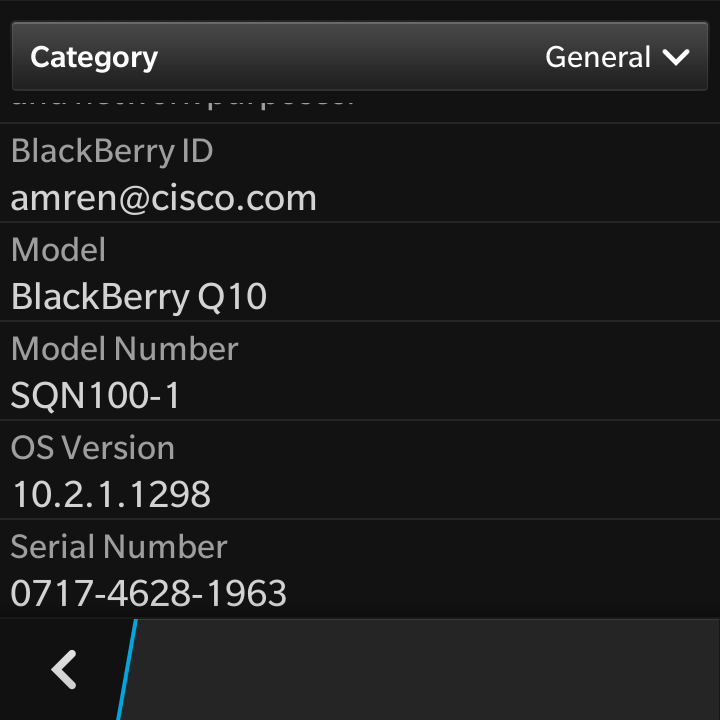 Category
General
BlackBerry ID
amren@cisco.com
Model
BlackBerry Q10
Model Number
SQN100-1
OS Version
10.2.1.1298
Serial Number
0717-4628-1963